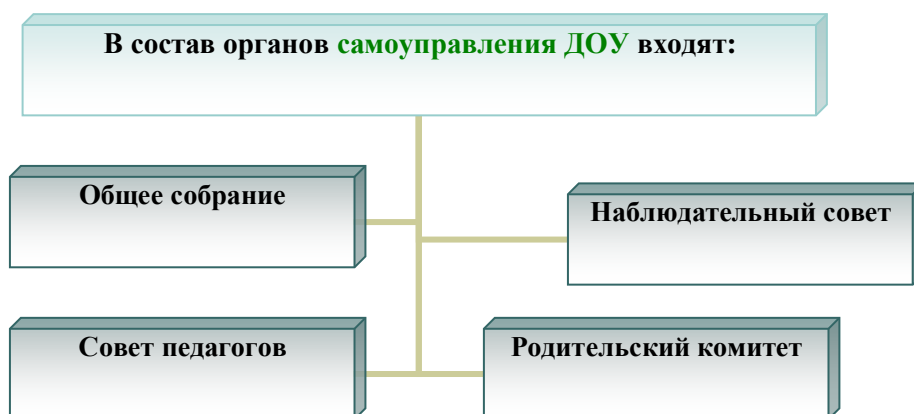 В состав органов самоуправления ДОУ входят:
Общее собрание
Наблюдательный совет
Совет педагогов
Родительский комитет